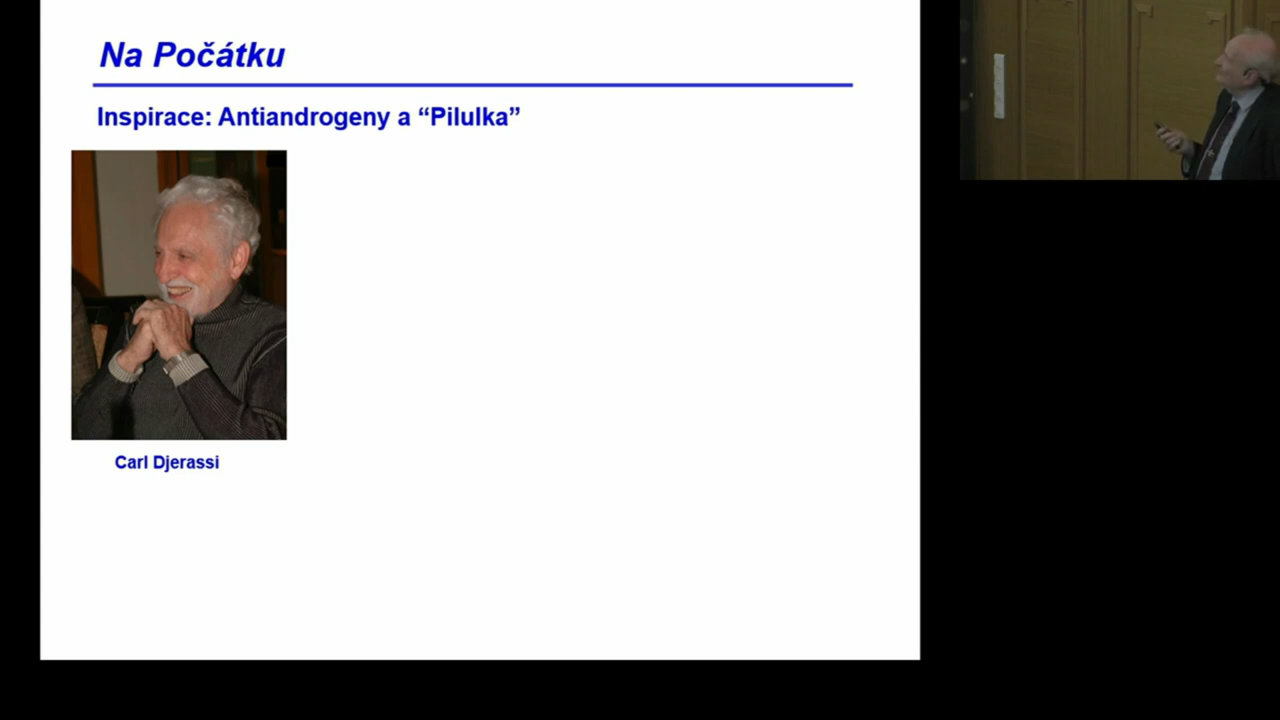 Na Počátku
Inspirace: Antiandrogeny a “Pilulka”
Carl Djerassi